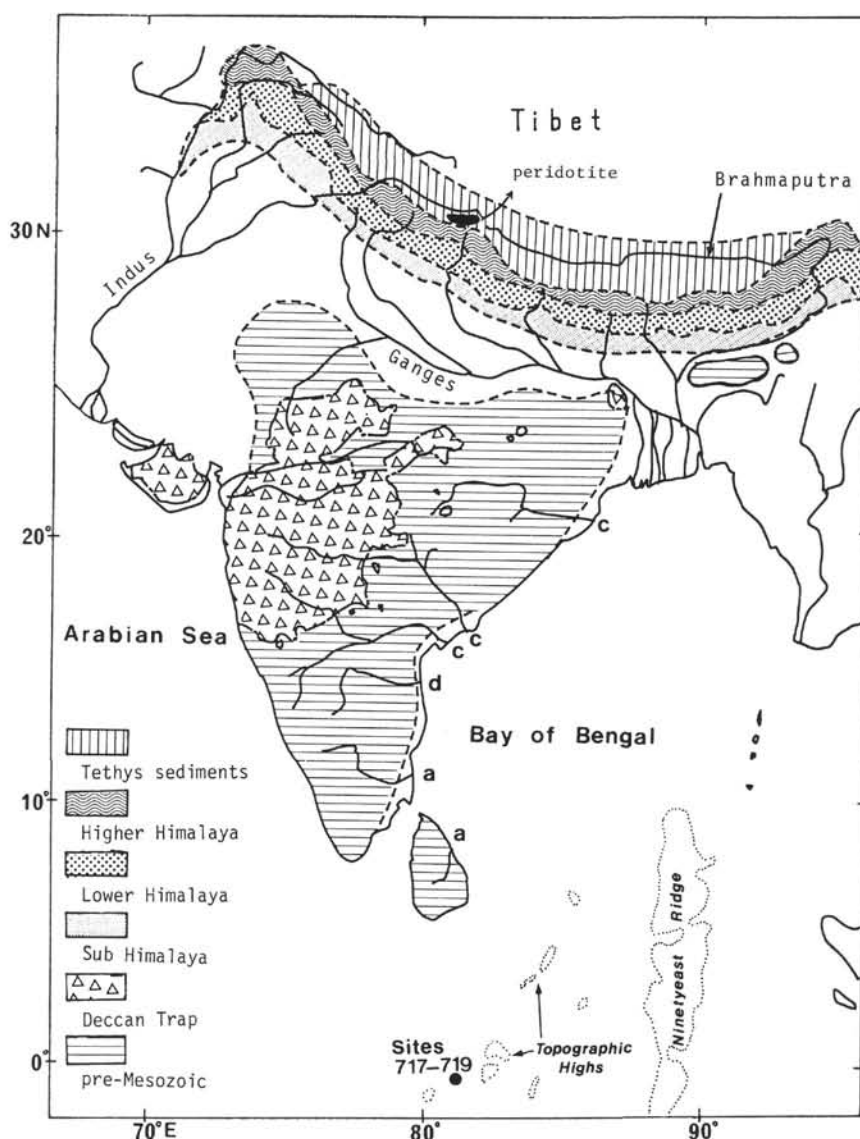 Tibet
peridotite
Brahmaputra
30N
Indus
Ganges
20°
c
Arabian Sea
c
c
d
Bay of Bengal
a
a
Tethys sediments
10°
Higher Himalaya
Lower Himalaya
Sub Himalaya
Ridge
Ninetyeast
Deccan Trap
Topographic
Highs
Sites
717–719
0°
pre-Mesozoic
70°E
80°
90°